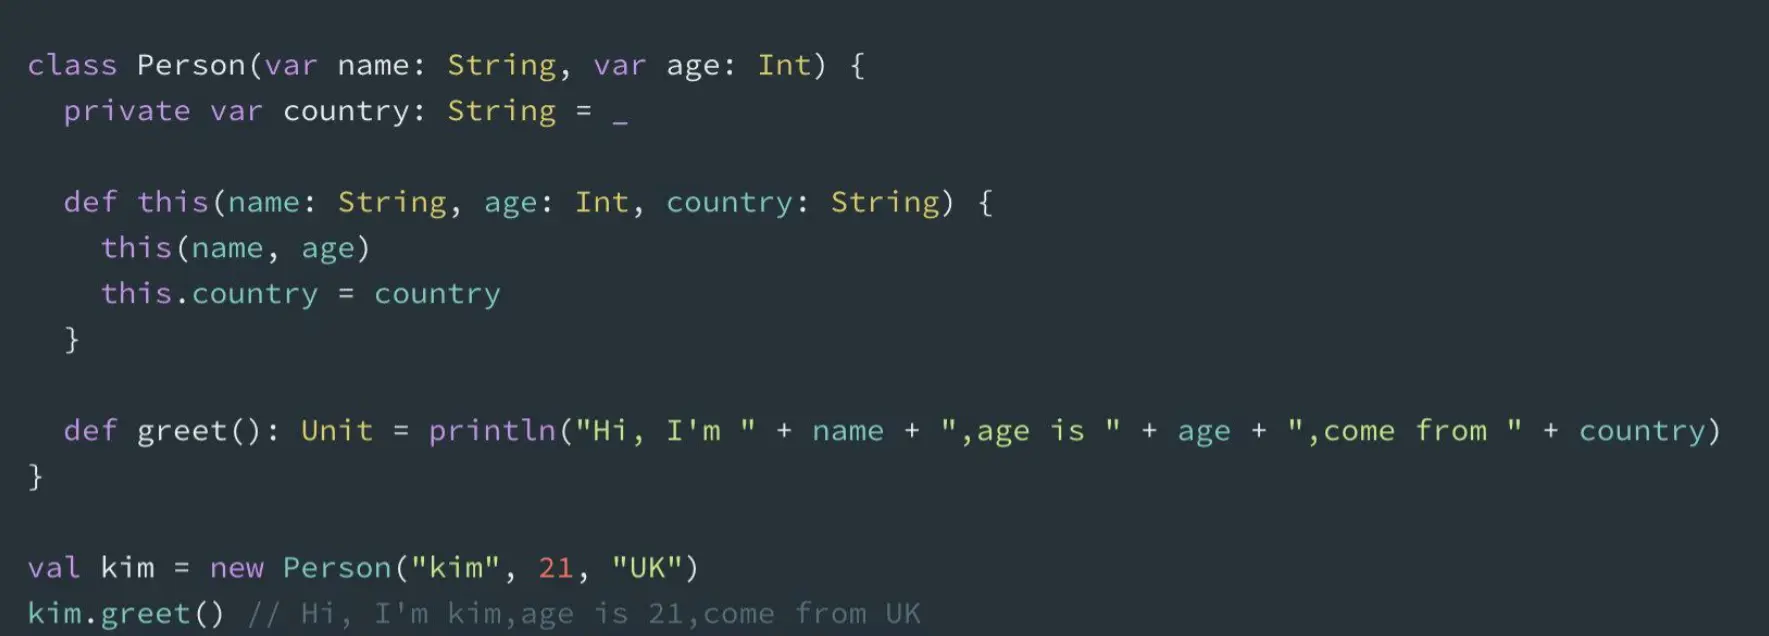 class Person(var name: String, var age: Int) {
  private var country: String = _

  def this(name: String, age: Int, country: String) {
    this(name, age)
    this.country = country
  }

  def greet(): Unit = println("Hi, I'm " + name + ",age is " + age + ",come from " + country)
}

val kim = new Person("kim", 21, "UK")
kim.greet() // Hi, I'm kim,age is 21,come from UK